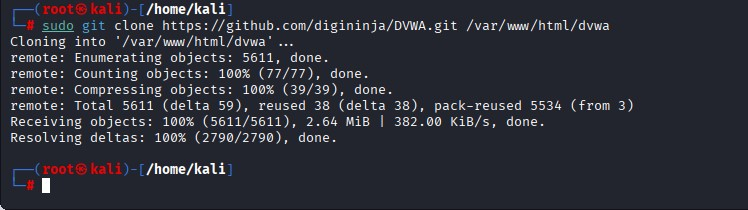 ┌──(root㉿kali)-[/home/kali]
└─# sudo git clone https://github.com/digininja/DVWA.git /var/www/html/dvwa
Cloning into '/var/www/html/dvwa'...
remote: Enumerating objects: 5611, done.
remote: Counting objects: 100% (77/77), done.
remote: Compressing objects: 100% (39/39), done.
remote: Total 5611 (delta 59), reused 38 (delta 38), pack-reused 5534 (from 3)
Receiving objects: 100% (5611/5611), 2.64 MiB | 382.00 KiB/s, done.
Resolving deltas: 100% (2790/2790), done.
┌──(root㉿kali)-[/home/kali]
└─#